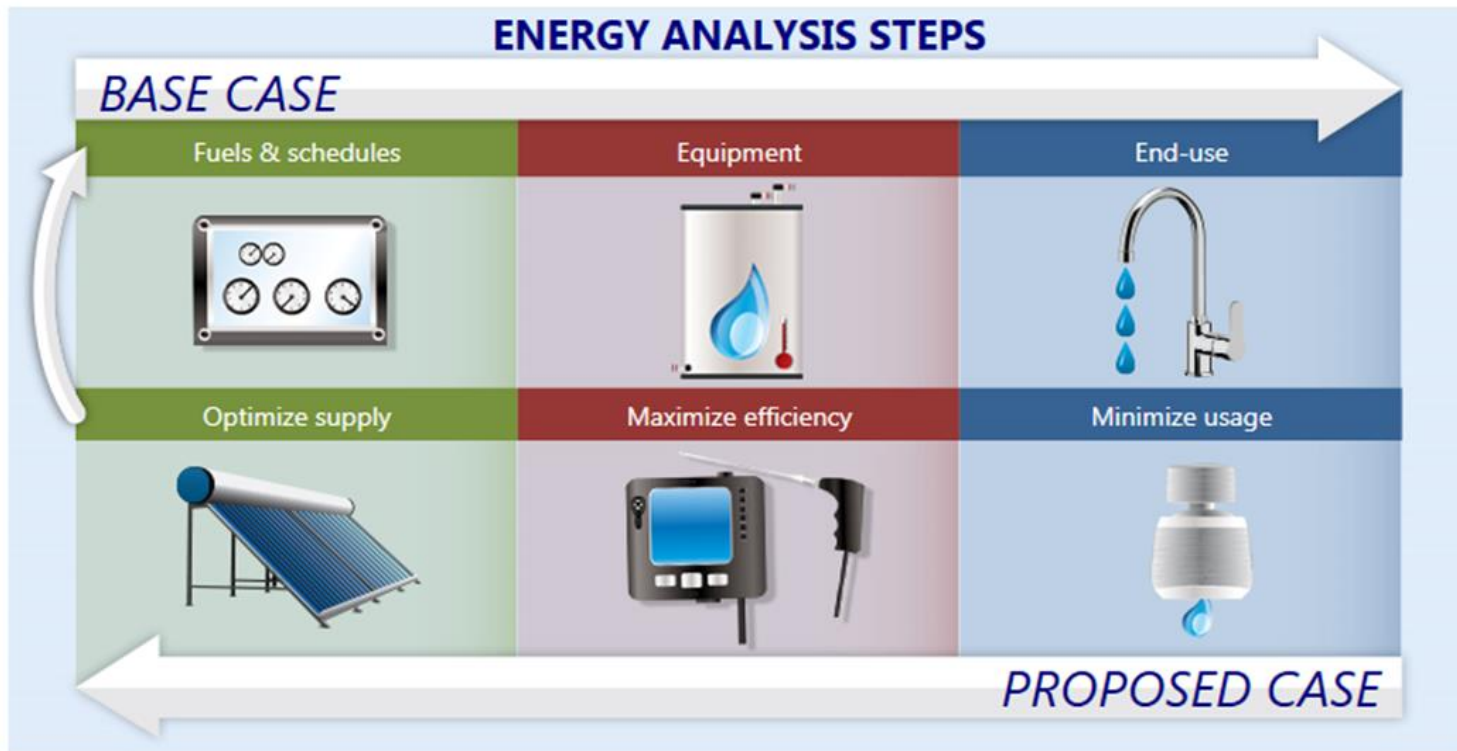 ENERGY ANALYSIS STEPS
BASE CASE
Fuels & schedules
Equipment
End-use
Optimize supply
Maximize efficiency
Minimize usage
PROPOSED CASE